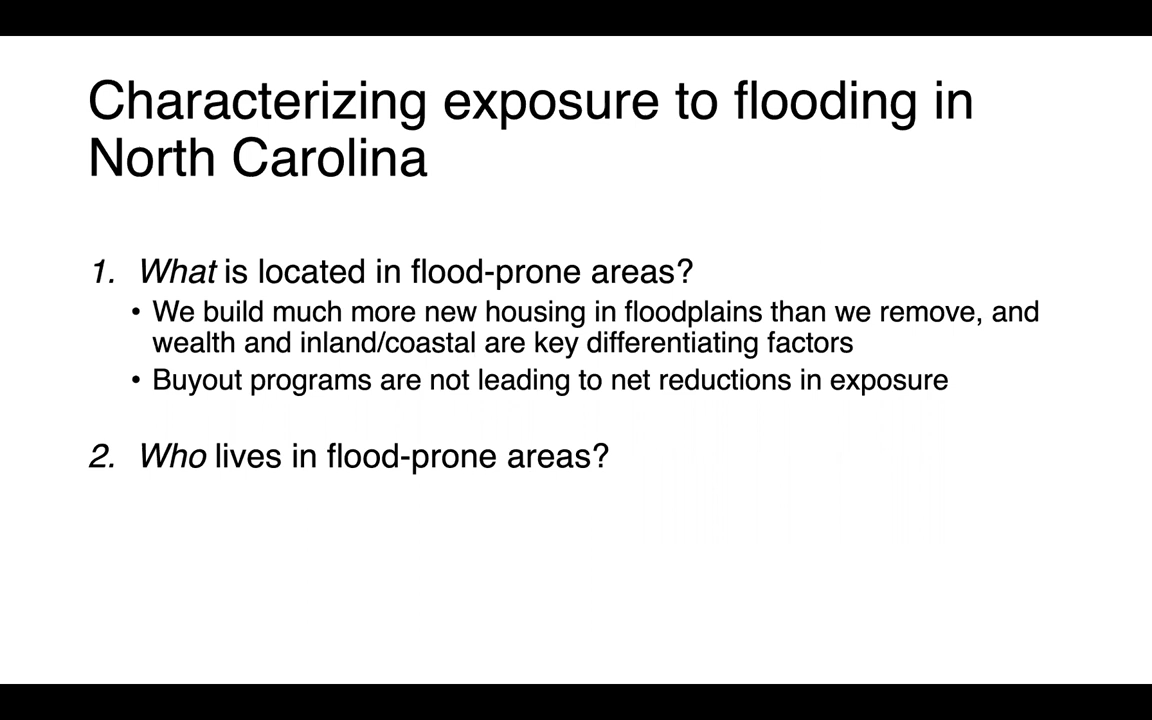 Characterizing exposure to flooding in
North Carolina
1. What is located in flood-prone areas?
• We build much more new housing in floodplains than we remove, and
wealth and inland/coastal are key differentiating factors
• Buyout programs are not leading to net reductions in exposure
2. Who lives in flood-prone areas?